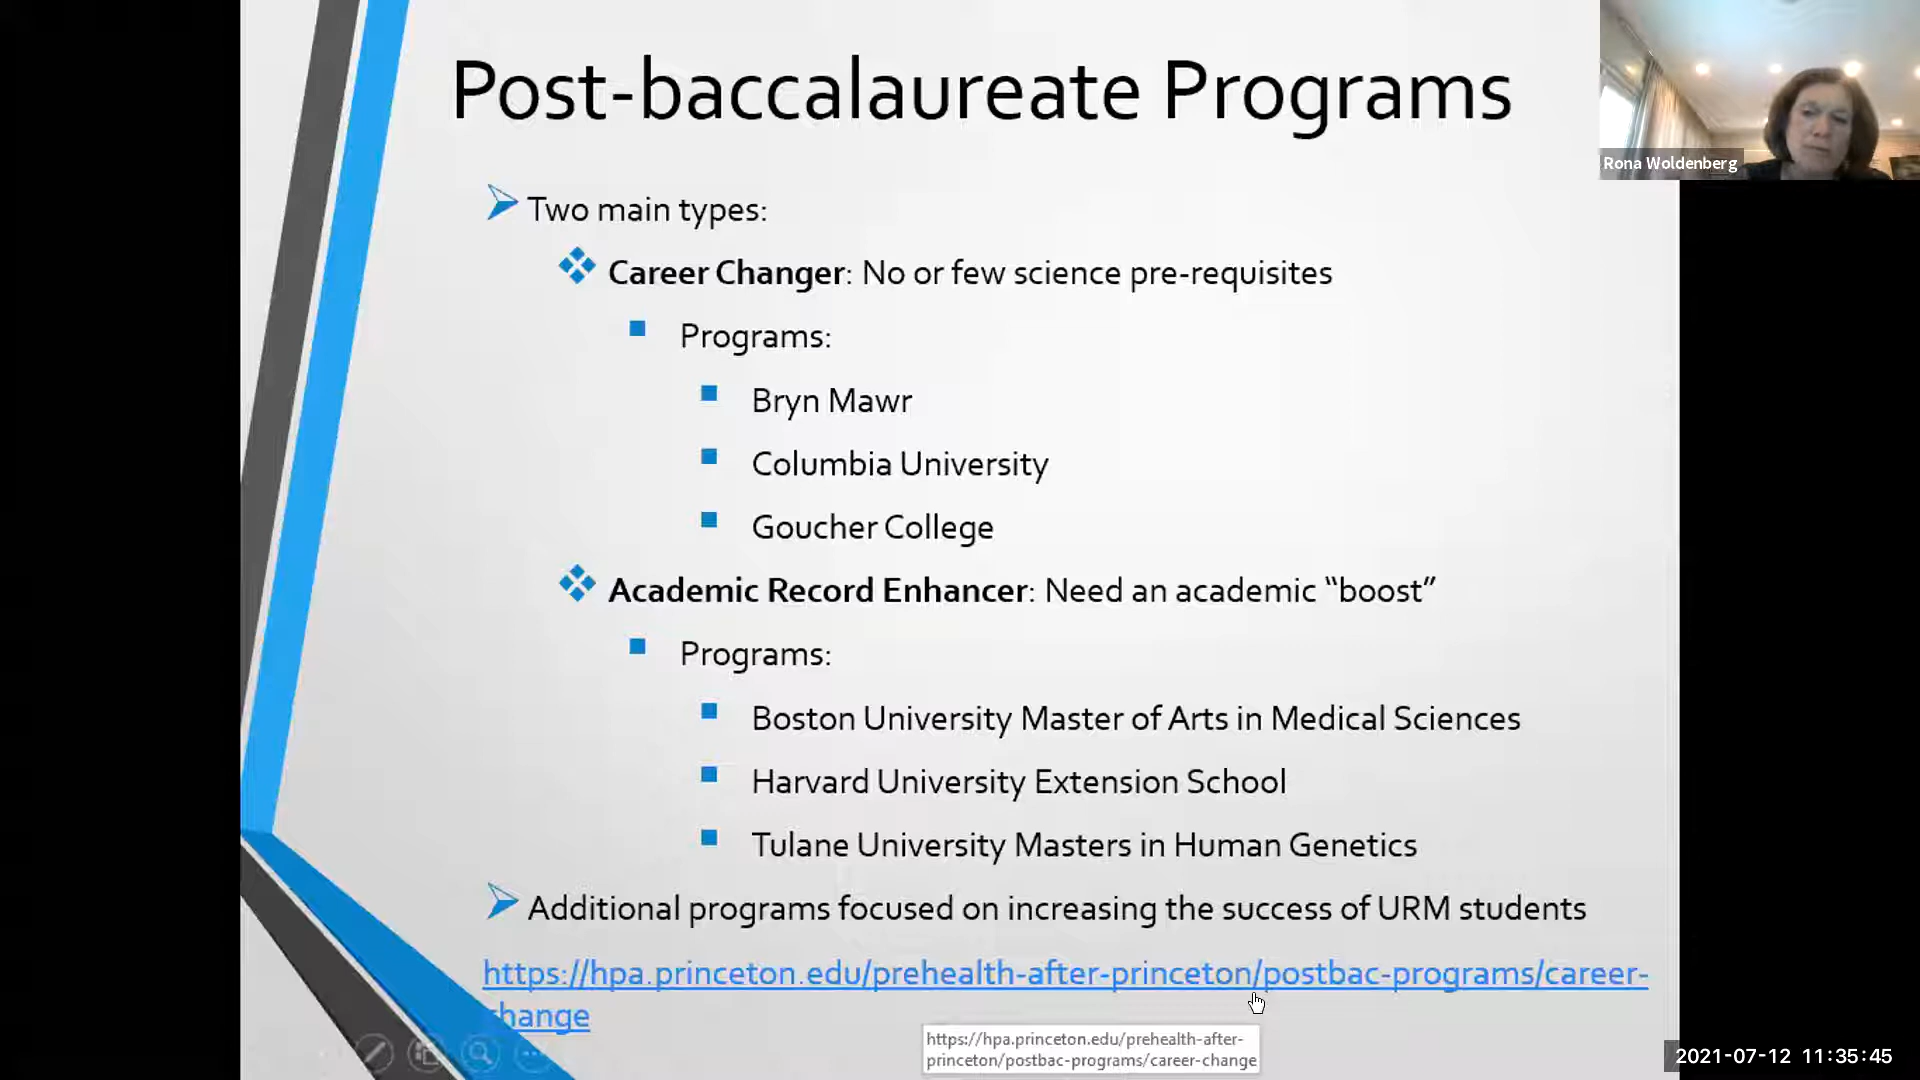 Post-baccalaureate Programs
Rona Woldenberg
Two main types:
Career Changer: No or few science pre-requisites
Programs:
Bryn Mawr
Columbia University
Goucher College
Academic Record Enhancer: Need an academic “boost”
Programs:
Boston University Master of Arts in Medical Sciences
Harvard University Extension School
Tulane University Masters in Human Genetics
Additional programs focused on increasing the success of URM students
https://hpa.princeton.edu/prehealth-after-princeton/postbac-programs/career-
change
https://hpa.princeton.edu/prehealth-after-
princeton/postbac-programs/career-change
2021-07-12 11:35:45